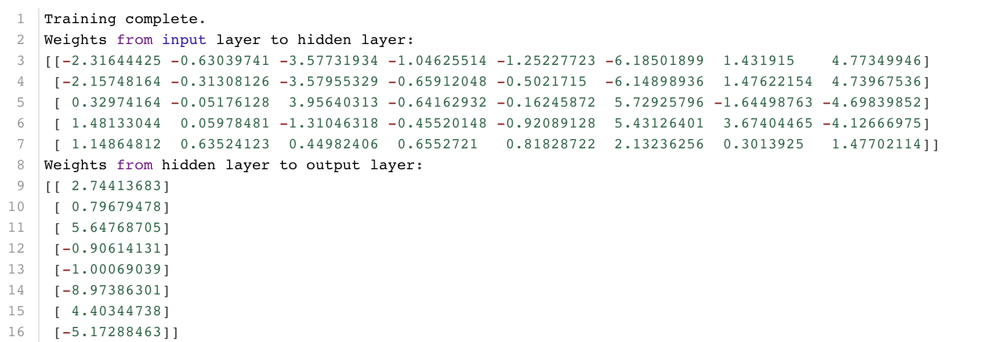 1 Training complete.
2 Weights from input layer to hidden layer:
3 [[-2.31644425 -0.63039741 -3.57731934 -1.04625514 -1.25227723 -6.18501899  1.431915    4.77349946]
4  [-2.15748164 -0.31308126 -3.57955329 -0.65912048 -0.5021715  -6.14898936  1.47622154  4.73967536]
5  [ 0.32974164 -0.05176128  3.95640313 -0.64162932 -0.16245872  5.72925796 -1.64498763 -4.69839852]
6  [ 1.48133044  0.05978481 -1.31046318 -0.45520148 -0.92089128  5.43126401  3.67404465 -4.12666975]
7  [ 1.14864812  0.63524123  0.44982406  0.6552721   0.81828722  2.13236256  0.3013925   1.47702114]]
8 Weights from hidden layer to output layer:
9 [[ 2.74413683]
10  [ 0.79679478]
11  [ 5.64768705]
12  [-0.90614131]
13  [-1.00069039]
14  [-8.97386301]
15  [ 4.40344738]
16  [-5.17288463]]